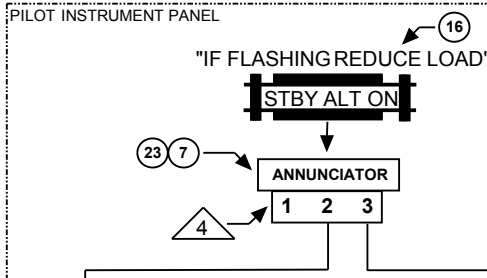 PILOT INSTRUMENT PANEL
16
"IF FLASHING REDUCE LOAD"
STBY ALT ON
23 7
ANNUNCIATOR
4
1 2 3